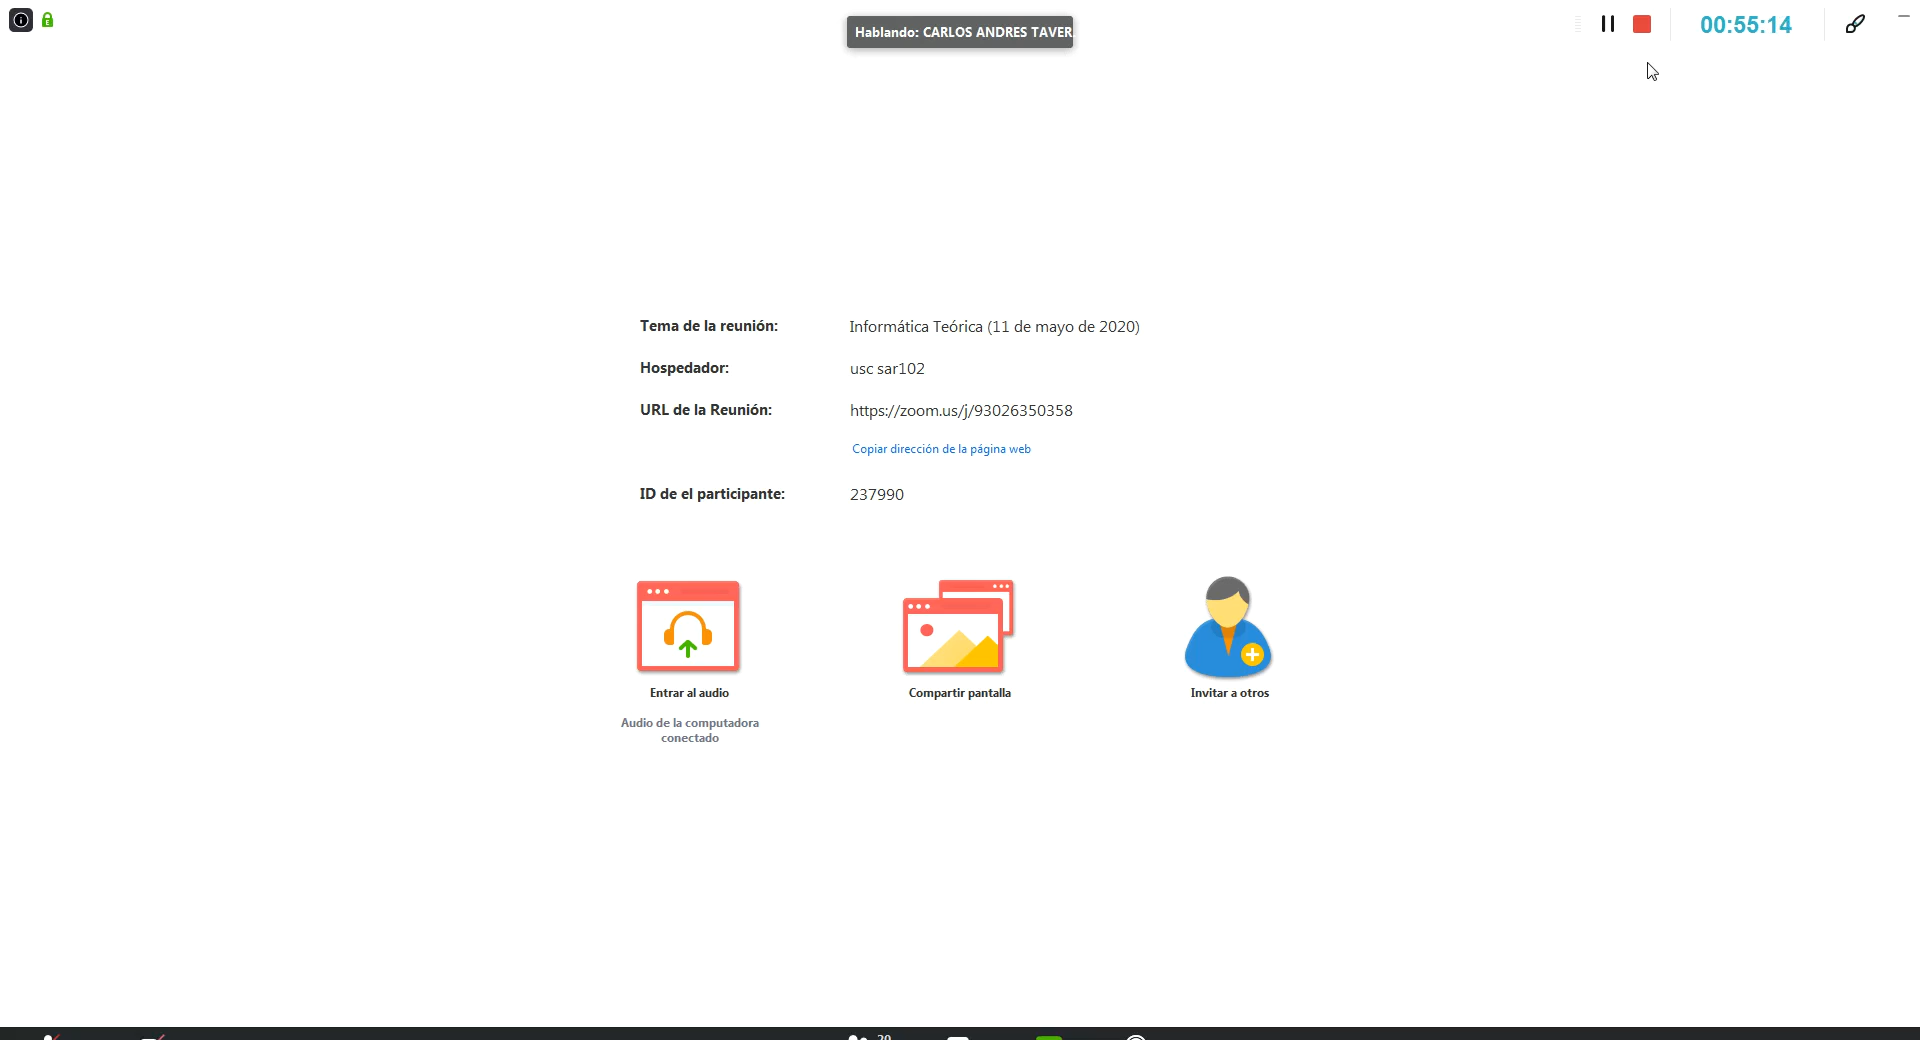 Hablando: CARLOS ANDRES TAVER
00:55:14
Tema de la reunión: Informática Teórica (11 de mayo de 2020)
Hospedador: usc sar102
URL de la Reunión: https://zoom.us/j/93026350358
Copiar dirección de la página web
ID de el participante: 237990
Entrar al audio
Compartir pantalla
Invitar a otros
Audio de la computadora
conectado